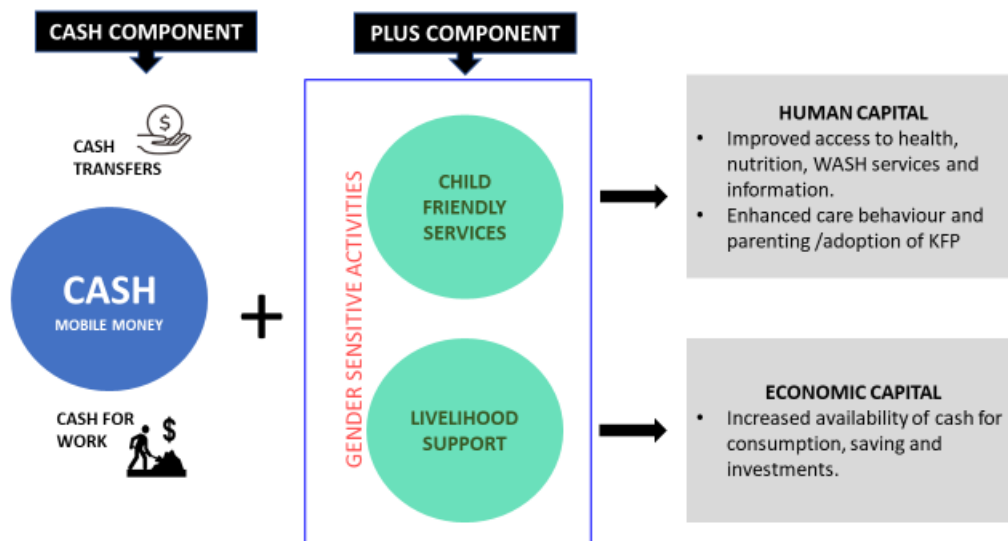 CASH COMPONENT
PLUS COMPONENT
$
CASH
TRANSFERS
CASH
MOBILE MONEY
+
CASH FOR
WORK
$
GENDER SENSITIVE ACTIVITIES
CHILD
FRIENDLY
SERVICES
LIVELIHOOD
SUPPORT
HUMAN CAPITAL
• Improved access to health,
nutrition, WASH services and
information.
• Enhanced care behaviour and
parenting /adoption of KFP
ECONOMIC CAPITAL
• Increased availability of cash for
consumption, saving and
investments.